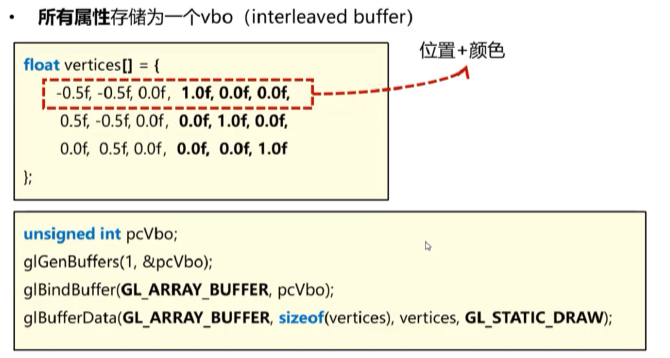 • 所有属性存储为一个vbo（interleaved buffer)
位置+颜色
float vertices[] = {
-0.5f, -0.5f, 0.0f, 1.0f, 0.0f, 0.0f,
0.5f, -0.5f, 0.0f, 0.0f, 1.0f, 0.0f,
0.0f, 0.5f, 0.0f, 0.0f, 0.0f, 1.0f
};
unsigned int pcVbo;
glGenBuffers(1, &pcVbo);
glBindBuffer(GL_ARRAY_BUFFER, pcVbo);
glBufferData(GL_ARRAY_BUFFER, sizeof(vertices), vertices, GL_STATIC_DRAW);